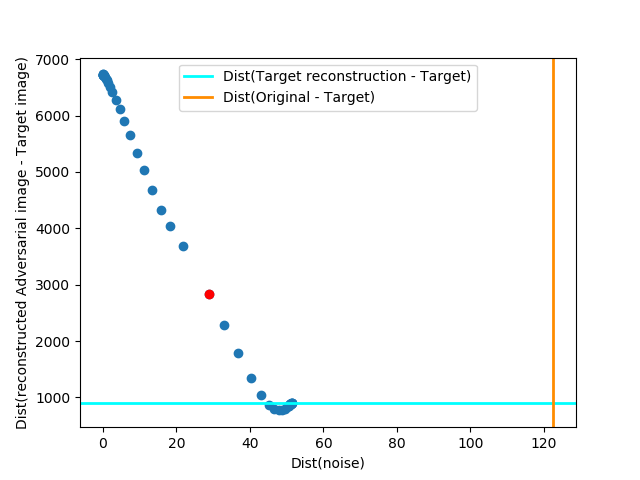 7000
6000
5000
4000
3000
2000
1000
Dist(reconstructed Adversarial image - Target image)
Dist(Target reconstruction - Target)
Dist(Original - Target)
0 20 40 60 80 100 120
Dist(noise)